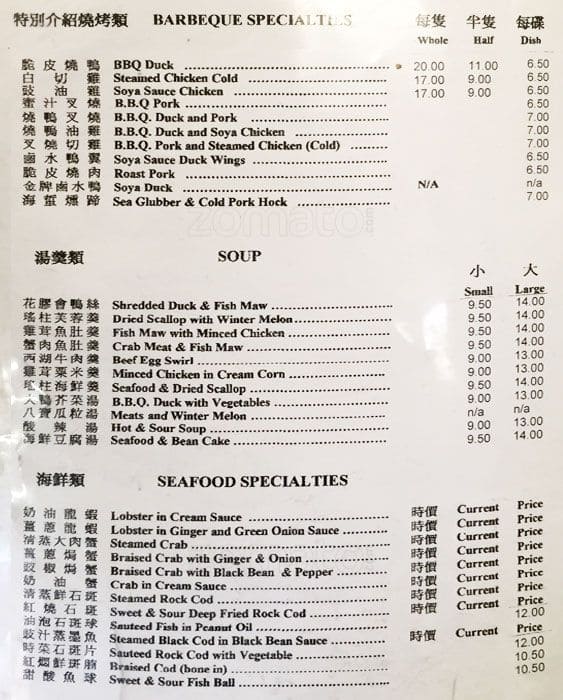 特別介紹燒烤類 BARBEQUE SPECIALTIES 每隻 半隻 每碟
Whole Half Dish
脆皮燒鴨 BBQ Duck 20.00 11.00 6.50
白切雞 Steamed Chicken Cold 17.00 9.00 6.50
豉油雞 Soya Sauce Chicken 17.00 9.00 6.50
蜜汁叉燒 B.B.Q Pork 6.50
燒鴨叉燒 B.B.Q. Duck and Pork 7.00
燒鴨油雞 B.B.Q. Duck and Soya Chicken 7.00
叉燒切雞 B.B.Q. Pork and Steamed Chicken (Cold) 7.00
鹵水鴨翼 Soya Sauce Duck Wings 6.50
脆皮燒肉 Roast Pork 6.50
金牌鹵水鴨 Soya Duck N/A n/a
海蜇燻蹄 Sea Glubber & Cold Pork Hock 7.00
zomato.com
湯羹類 SOUP 小 大
Small Large
花膠會鴨絲 Shredded Duck & Fish Maw 9.50 14.00
瑤柱芙蓉羹 Dried Scallop with Winter Melon 9.50 14.00
雞茸魚肚羹 Fish Maw with Minced Chicken 9.50 14.00
蟹肉魚肚羹 Crab Meat & Fish Maw 9.50 14.00
西湖牛肉羹 Beef Egg Swirl 9.00 13.00
雞茸粟米羹 Minced Chicken in Cream Corn 9.00 13.00
瑤柱海鮮羹 Seafood & Dried Scallop 9.50 14.00
火鴨芥菜湯 B.B.Q. Duck with Vegetables 9.00 13.00
八寶瓜粒湯 Meats and Winter Melon n/a n/a
酸辣湯 Hot & Sour Soup 9.00 13.00
海鮮豆腐湯 Seafood & Bean Cake 9.50 14.00
海鮮類 SEAFOOD SPECIALTIES
奶油龍蝦 Lobster in Cream Sauce 時價 Current Price
薑蔥龍蝦 Lobster in Ginger and Green Onion Sauce 時價 Current Price
清蒸大肉蟹 Steamed Crab 時價 Current Price
薑蔥焗蟹 Braised Crab with Ginger & Onion 時價 Current Price
豉椒焗蟹 Braised Crab with Black Bean & Pepper 時價 Current Price
奶油蟹 Crab in Cream Sauce 時價 Current Price
清蒸鮮石斑 Steamed Rock Cod 時價 Current Price
紅燒石斑 Sweet & Sour Deep Fried Rock Cod 時價 Current Price
油泡石斑球 Sauteed Fish in Peanut Oil 12.00
豉汁蒸墨魚 Steamed Black Cod in Black Bean Sauce 時價 Current Price
時菜石斑片 Sauteed Rock Cod with Vegetable 12.00
紅燜鮮斑腩 Braised Cod (bone in) 10.50
甜酸魚球 Sweet & Sour Fish Ball 10.50